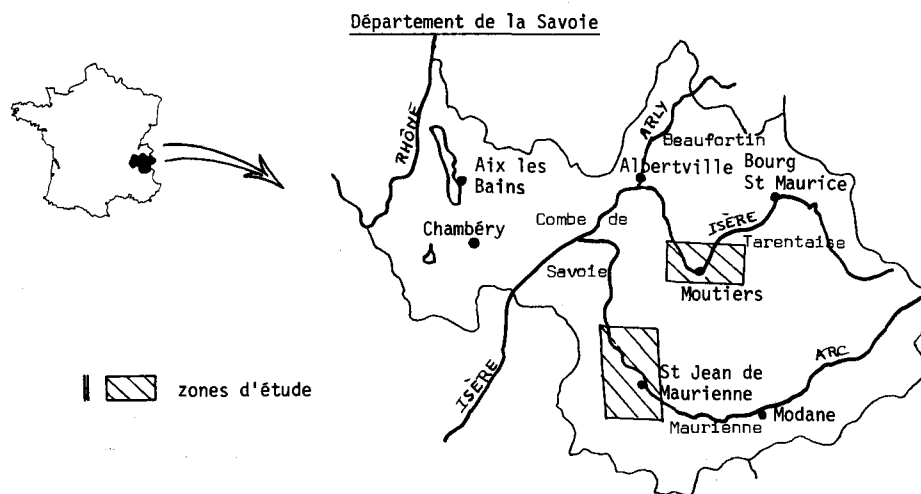 Département de la Savoie
RHÔNE
ARLY
Beaufortin
Aix les
Bains
Albertville
Bourg
St Maurice
Chambéry
Combe de
Savoie
ISÈRE
Tarentaise
Moutiers
ISÈRE
zones d'étude
St Jean de
Maurienne
ARC
Modane
Maurienne